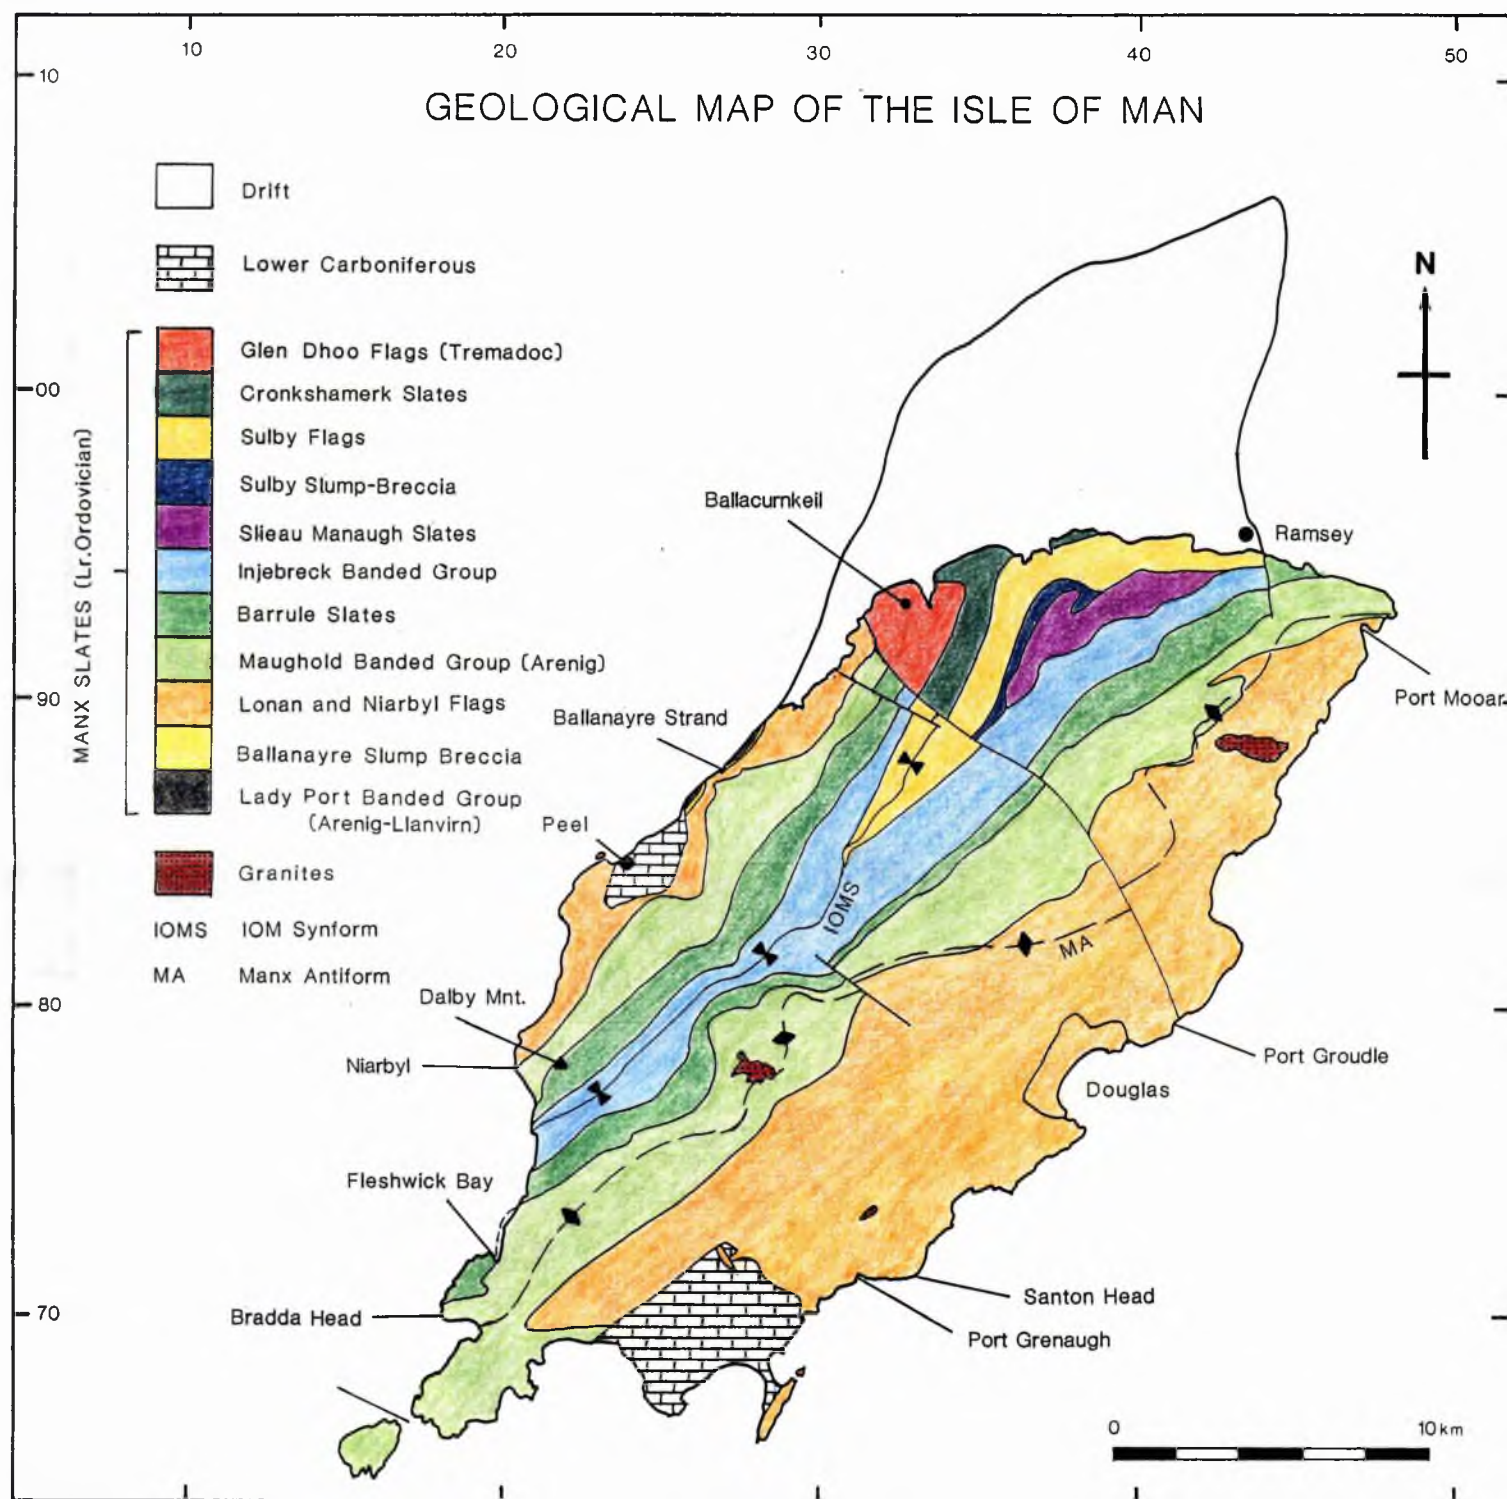 10 20 30 40 50
10
GEOLOGICAL MAP OF THE ISLE OF MAN
Drift
Lower Carboniferous
N
Glen Dhoo Flags (Tremadoc)
00
Cronkshamerk Slates
Sulby Flags
Sulby Slump-Breccia
Slieau Manaugh Slates
Injebreck Banded Group
Barrule Slates
Maughold Banded Group (Arenig)
Lonan and Niarbyl Flags
Ballanayre Slump Breccia
Lady Port Banded Group
(Arenig-Llanvirn)
MANX SLATES (Lr.Ordovician)
Granites
IOMS IOM Synform
MA Manx Antiform
Ballacurnkeil
Ramsey
90
Port Mooar
Ballanayre Strand
Peel
IOMS
MA
80
Dalby Mnt.
Niarbyl
Port Groudle
Douglas
Fleshwick Bay
70
Bradda Head
Santon Head
Port Grenaugh
0 10km